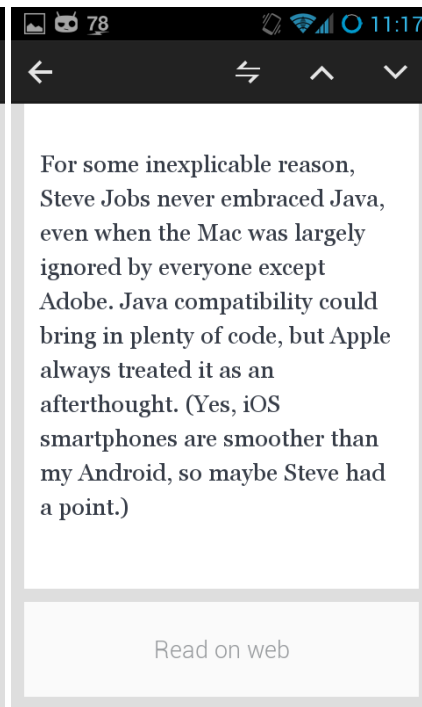 78
11:17
For some inexplicable reason,
Steve Jobs never embraced Java,
even when the Mac was largely
ignored by everyone except
Adobe. Java compatibility could
bring in plenty of code, but Apple
always treated it as an
afterthought. (Yes, iOS
smartphones are smoother than
my Android, so maybe Steve had
a point.)
Read on web